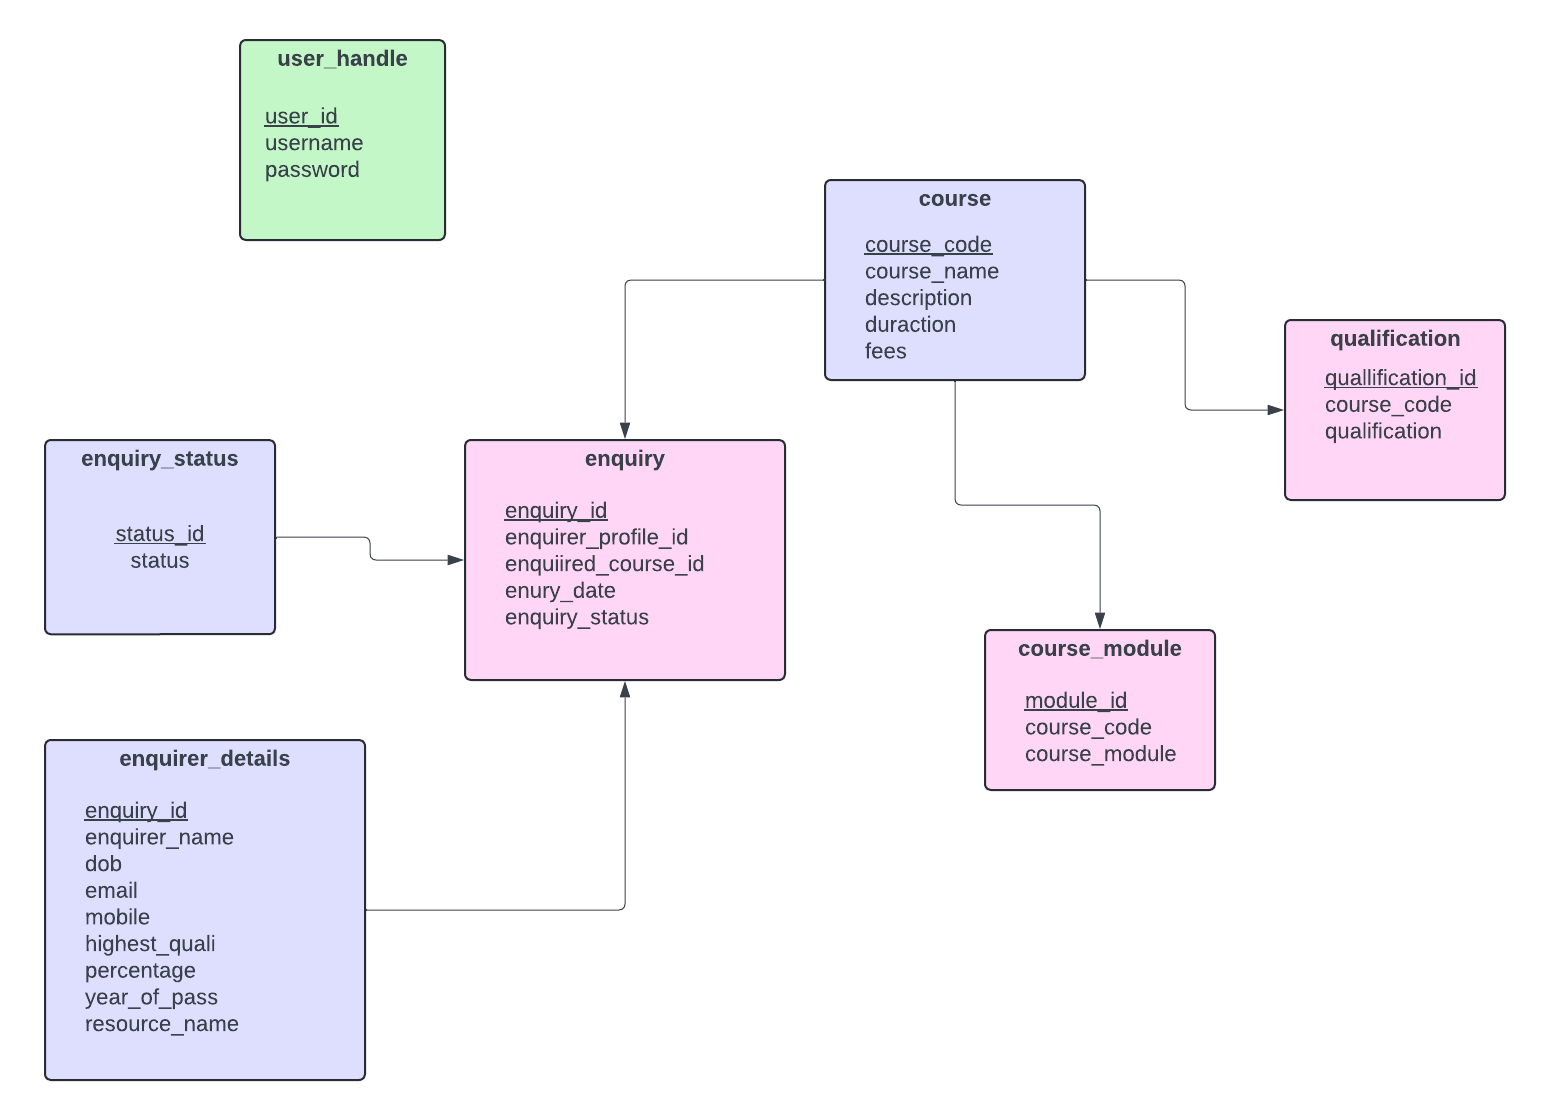 user_handle
user_id
username
password
course
course_code
course_name
description
duraction
fees
qualification
quallification_id
course_code
qualification
enquiry_status
status_id
status
enquiry
enquiry_id
enquirer_profile_id
enquiired_course_id
enury_date
enquiry_status
course_module
module_id
course_code
course_module
enquirer_details
enquiry_id
enquirer_name
dob
email
mobile
highest_quali
percentage
year_of_pass
resource_name